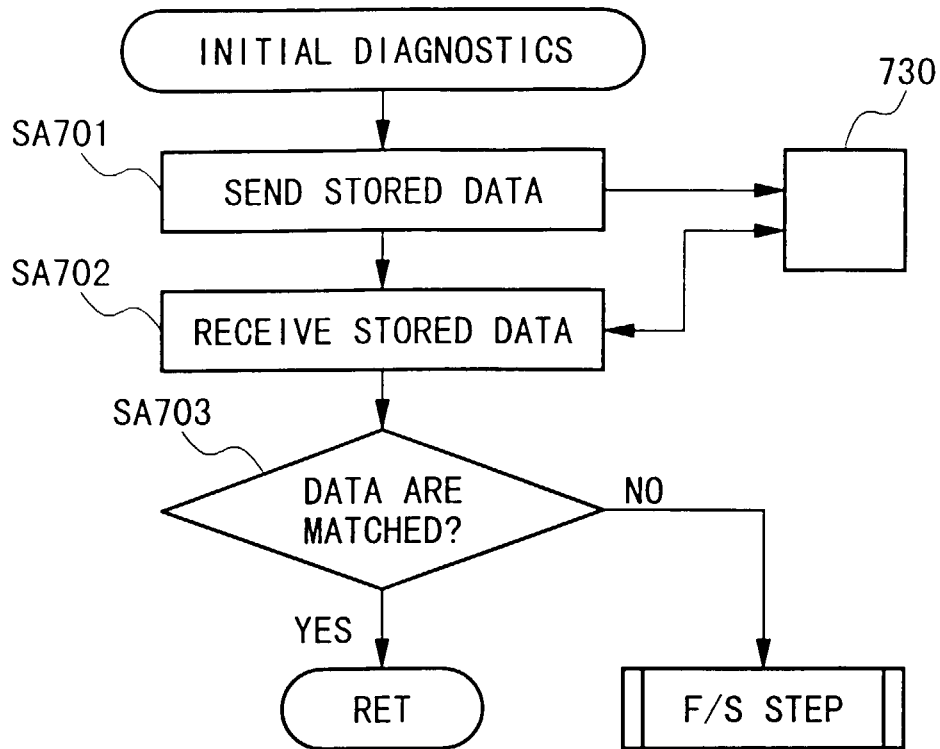 INITIAL DIAGNOSTICS
730
SA701
SEND STORED DATA
SA702
RECEIVE STORED DATA
SA703
DATA ARE
MATCHED?
NO
YES
RET
F/S STEP